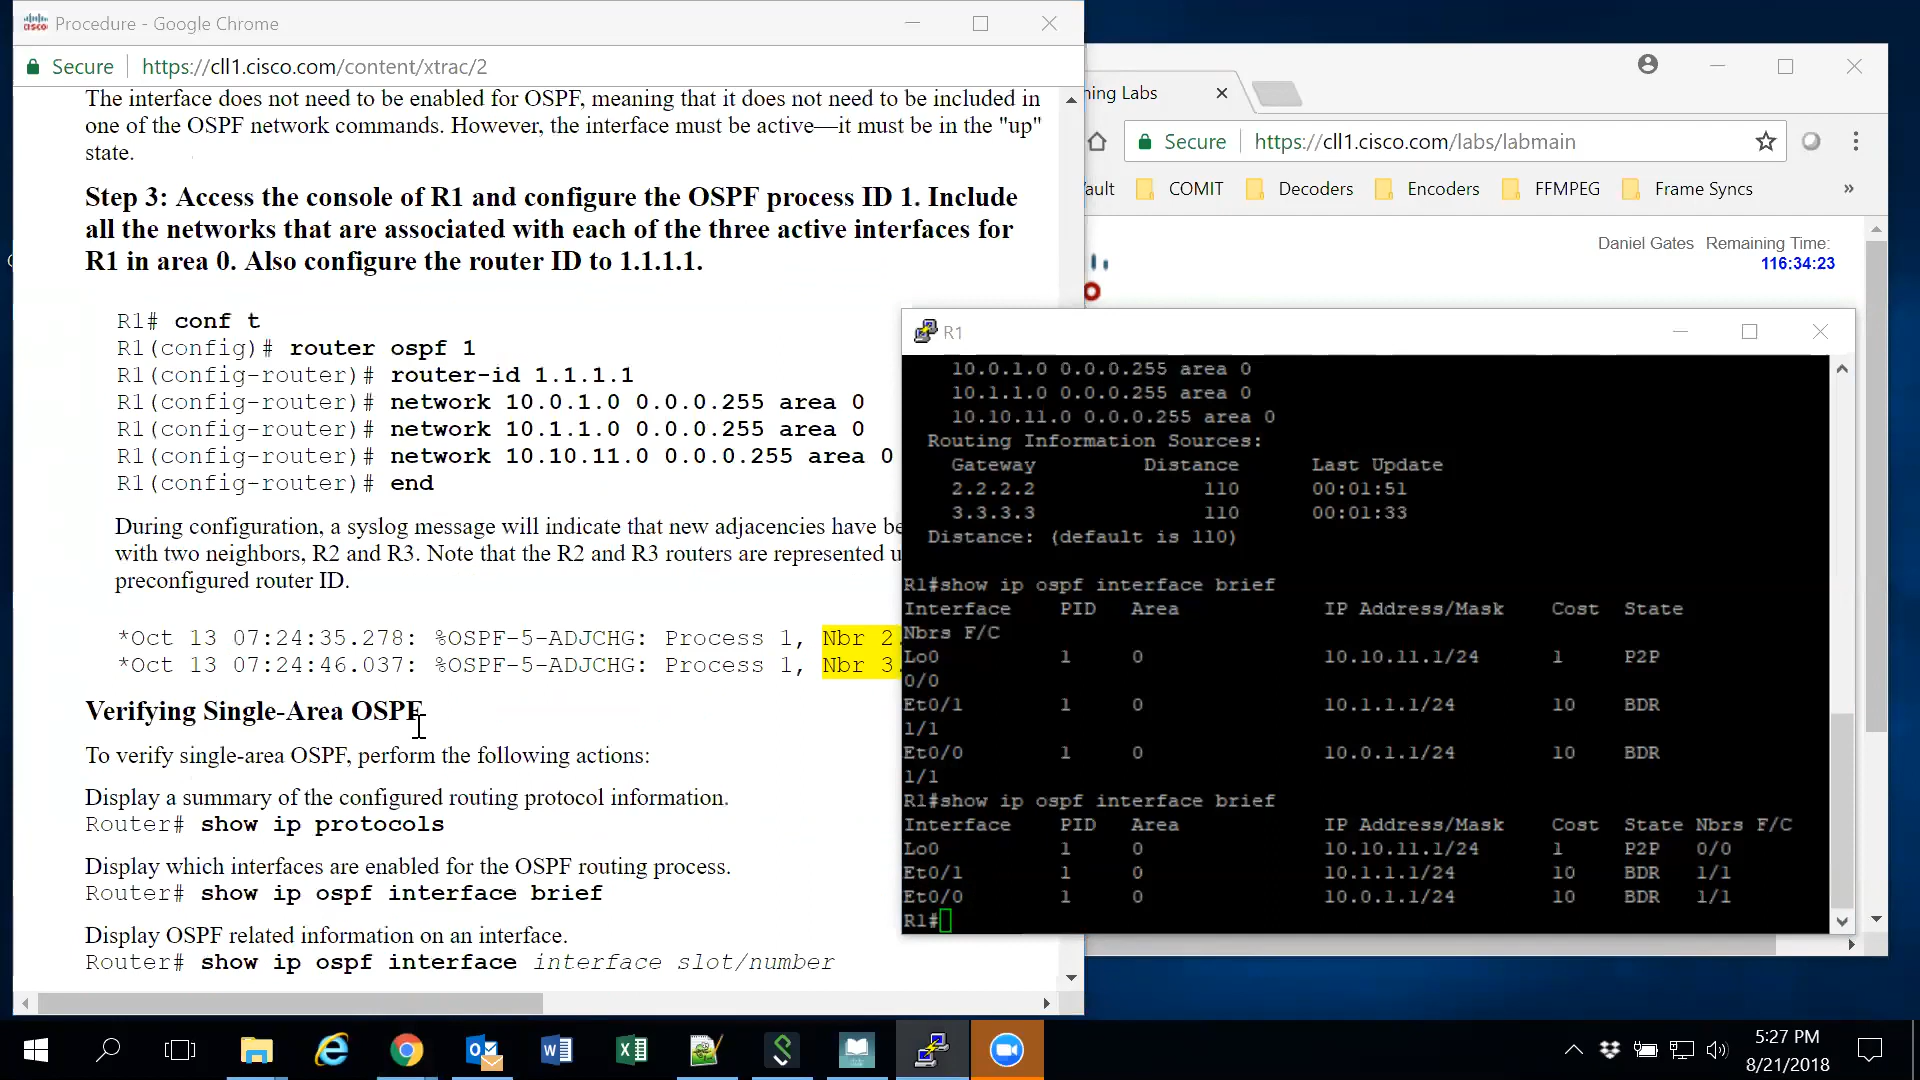 Procedure - Google Chrome
Secure https://cll1.cisco.com/content/xtrac/2
The interface does not need to be enabled for OSPF, meaning that it does not need to be included in
one of the OSPF network commands. However, the interface must be active—it must be in the "up"
state.
Step 3: Access the console of R1 and configure the OSPF process ID 1. Include
all the networks that are associated with each of the three active interfaces for
R1 in area 0. Also configure the router ID to 1.1.1.1.
R1# conf t
R1(config)# router ospf 1
R1(config-router)# router-id 1.1.1.1
R1(config-router)# network 10.0.1.0 0.0.0.255 area 0
R1(config-router)# network 10.1.1.0 0.0.0.255 area 0
R1(config-router)# network 10.10.11.0 0.0.0.255 area 0
R1(config-router)# end
During configuration, a syslog message will indicate that new adjacencies have be
with two neighbors, R2 and R3. Note that the R2 and R3 routers are represented u
preconfigured router ID.
*Oct 13 07:24:35.278: %OSPF-5-ADJCHG: Process 1, Nbr 2.
*Oct 13 07:24:46.037: %OSPF-5-ADJCHG: Process 1, Nbr 3.
Verifying Single-Area OSPF
To verify single-area OSPF, perform the following actions:
Display a summary of the configured routing protocol information.
Router# show ip protocols
Display which interfaces are enabled for the OSPF routing process.
Router# show ip ospf interface brief
Display OSPF related information on an interface.
Router# show ip ospf interface interface slot/number
ning Labs
Secure https://cll1.cisco.com/labs/labmain
ault COMIT Decoders Encoders FFMPEG Frame Syncs »
Daniel Gates Remaining Time:
116:34:23
R1
10.0.1.0 0.0.0.255 area 0
10.1.1.0 0.0.0.255 area 0
10.10.11.0 0.0.0.255 area 0
Routing Information Sources:
Gateway Distance Last Update
2.2.2.2 110 00:01:51
3.3.3.3 110 00:01:33
Distance: (default is 110)
R1#show ip ospf interface brief
Interface PID Area IP Address/Mask Cost State
Nbrs F/C
Lo0 1 0 10.10.11.1/24 1 P2P
0/0
Et0/1 1 0 10.1.1.1/24 10 BDR
1/1
Et0/0 1 0 10.0.1.1/24 10 BDR
1/1
R1#show ip ospf interface brief
Interface PID Area IP Address/Mask Cost State Nbrs F/C
Lo0 1 0 10.10.11.1/24 1 P2P 0/0
Et0/1 1 0 10.1.1.1/24 10 BDR 1/1
Et0/0 1 0 10.0.1.1/24 10 BDR 1/1
R1#
5:27 PM
8/21/2018